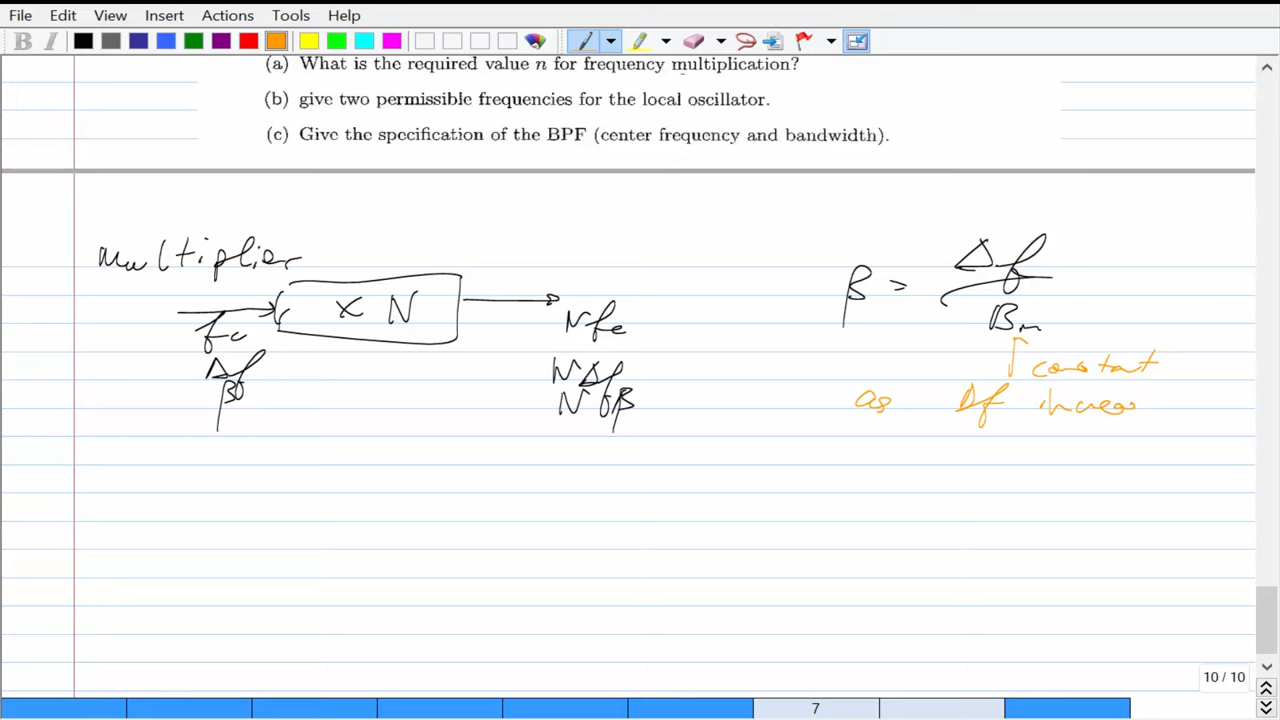 File Edit View Insert Actions Tools Help
B I
(a) What is the required value n for frequency multiplication?
(b) give two permissible frequencies for the local oscillator.
(c) Give the specification of the BPF (center frequency and bandwidth).
Multiplier
× N
fc
Δf
β
Nfc
NΔf
Nβ
β = Δf / Bm
constant
as Δf increas
10 / 10
7